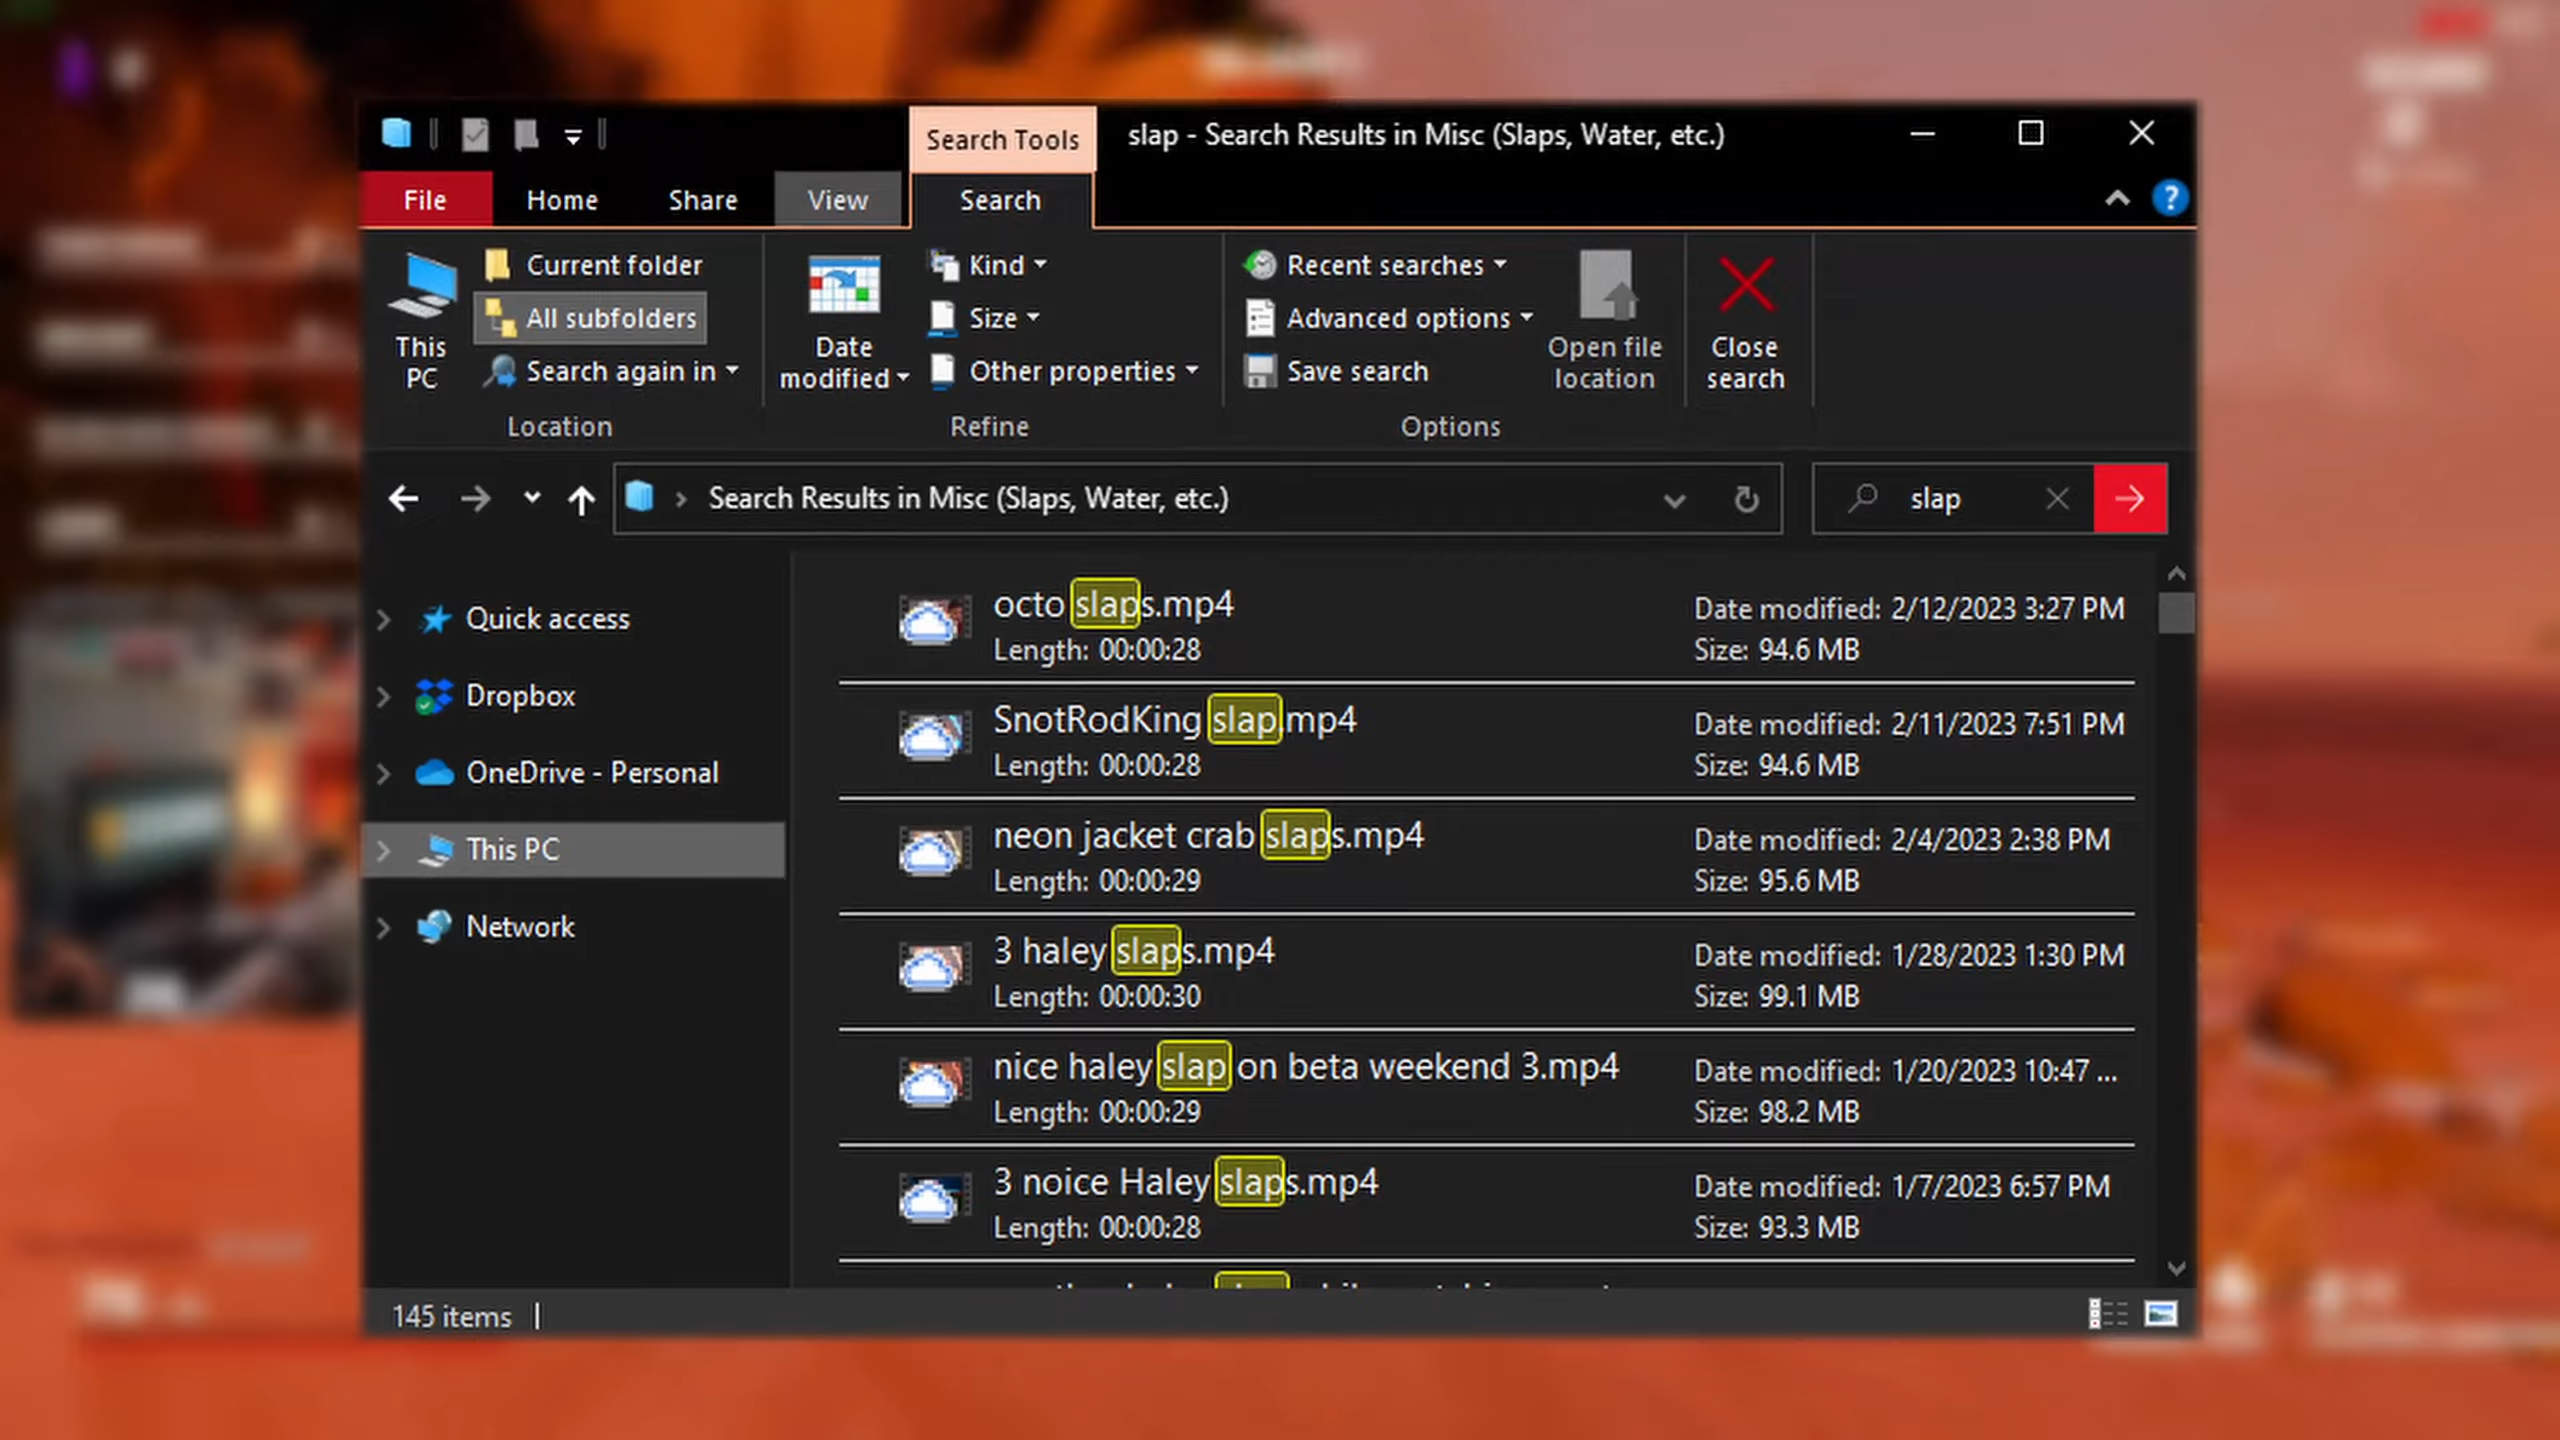 Search Tools
slap - Search Results in Misc (Slaps, Water, etc.)
File
Home
Share
View
Search
?
This PC
Current folder
All subfolders
Search again in
Location
Date modified
Kind
Size
Other properties
Refine
Recent searches
Advanced options
Save search
Open file location
Options
Close search
Search Results in Misc (Slaps, Water, etc.)
slap
Quick access
Dropbox
OneDrive - Personal
This PC
Network
octo slaps.mp4
Length: 00:00:28
Date modified: 2/12/2023 3:27 PM
Size: 94.6 MB
SnotRodKing slap.mp4
Length: 00:00:28
Date modified: 2/11/2023 7:51 PM
Size: 94.6 MB
neon jacket crab slaps.mp4
Length: 00:00:29
Date modified: 2/4/2023 2:38 PM
Size: 95.6 MB
3 haley slaps.mp4
Length: 00:00:30
Date modified: 1/28/2023 1:30 PM
Size: 99.1 MB
nice haley slap on beta weekend 3.mp4
Length: 00:00:29
Date modified: 1/20/2023 10:47 ...
Size: 98.2 MB
3 noice Haley slaps.mp4
Length: 00:00:28
Date modified: 1/7/2023 6:57 PM
Size: 93.3 MB
145 items